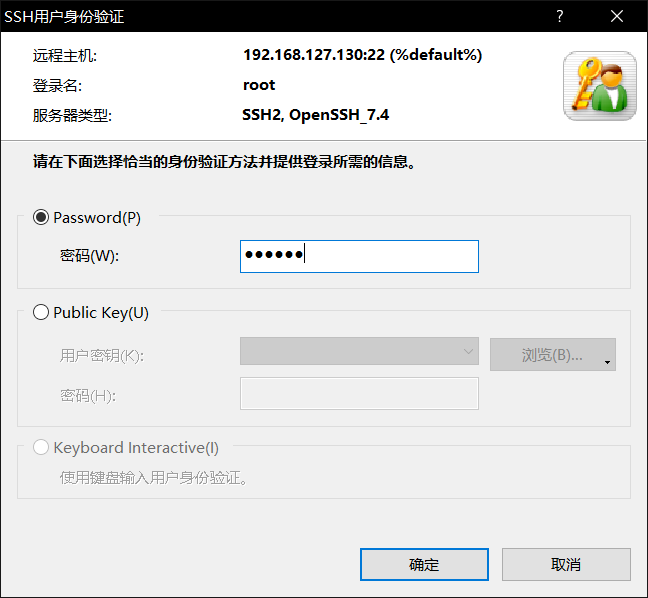 SSH用户身份验证
远程主机: 192.168.127.130:22 (%default%)
登录名: root
服务器类型: SSH2, OpenSSH_7.4
请在下面选择恰当的身份验证方法并提供登录所需的信息。
Password(P)
密码(W): ●●●●●●
Public Key(U)
用户密钥(K): 浏览(B)...
密码(H):
Keyboard Interactive(I)
使用键盘输入用户身份验证。
确定 取消